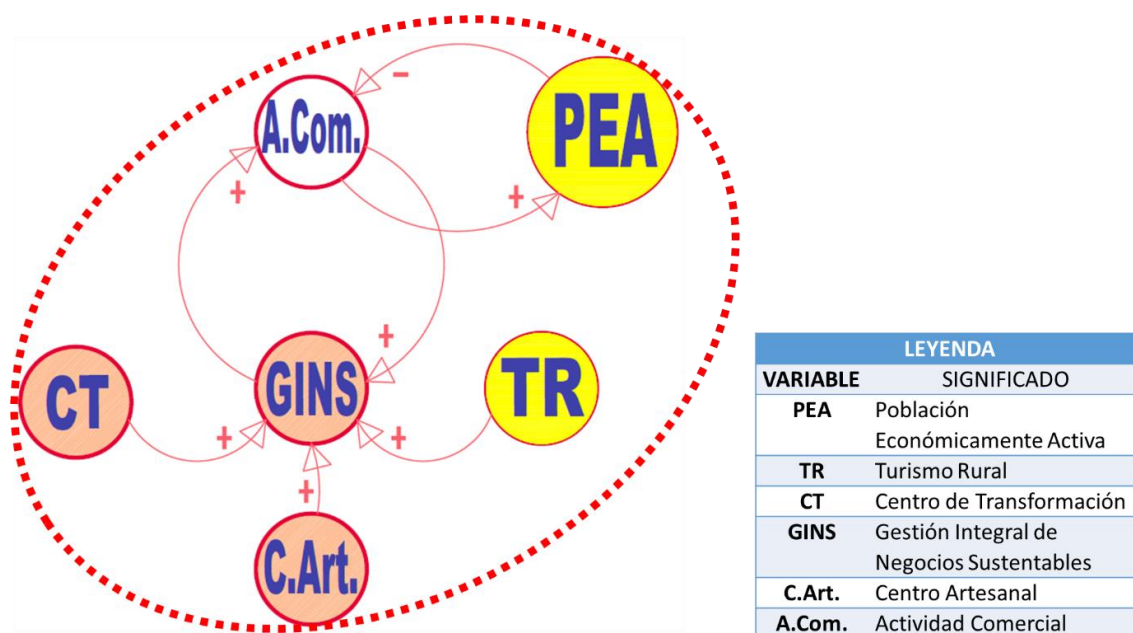 A.Com.
PEA
-
+
+
+
CT
GINS
TR
+
+
+
C.Art.
LEYENDA
VARIABLE SIGNIFICADO
PEA Población
Económicamente Activa
TR Turismo Rural
CT Centro de Transformación
GINS Gestión Integral de
Negocios Sustentables
C.Art. Centro Artesanal
A.Com. Actividad Comercial